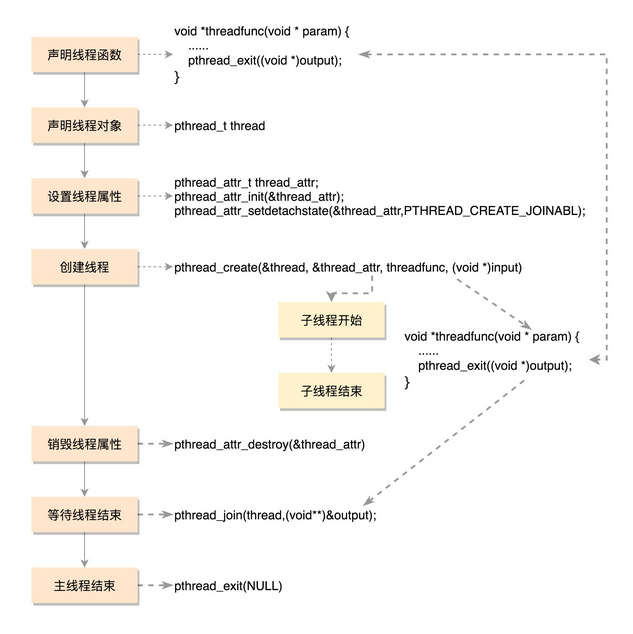 声明线程函数
void *threadfunc(void * param) {
......
pthread_exit((void *)output);
}
声明线程对象
pthread_t thread
设置线程属性
pthread_attr_t thread_attr;
pthread_attr_init(&thread_attr);
pthread_attr_setdetachstate(&thread_attr,PTHREAD_CREATE_JOINABL);
创建线程
pthread_create(&thread, &thread_attr, threadfunc, (void *)input)
子线程开始
void *threadfunc(void * param) {
......
pthread_exit((void *)output);
}
子线程结束
销毁线程属性
pthread_attr_destroy(&thread_attr)
等待线程结束
pthread_join(thread,(void**)&output);
主线程结束
pthread_exit(NULL)